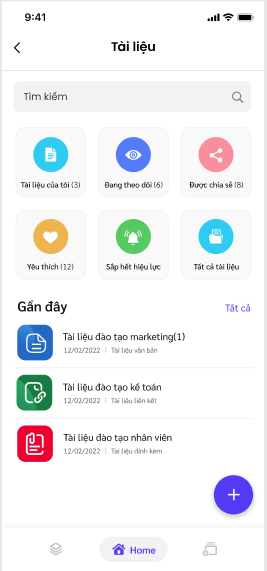 9:41
Tài liệu
Tìm kiếm
Tài liệu của tôi (3)
Đang theo dõi (6)
Được chia sẻ (8)
Yêu thích (12)
Sắp hết hiệu lực
Tất cả tài liệu
Gần đây
Tất cả
Tài liệu đào tạo marketing(1)
12/02/2022 | Tài liệu văn bản
Tài liệu đào tạo kế toán
12/02/2022 | Tài liệu liên kết
Tài liệu đào tạo nhân viên
12/02/2022 | Tài liệu đính kèm
Home